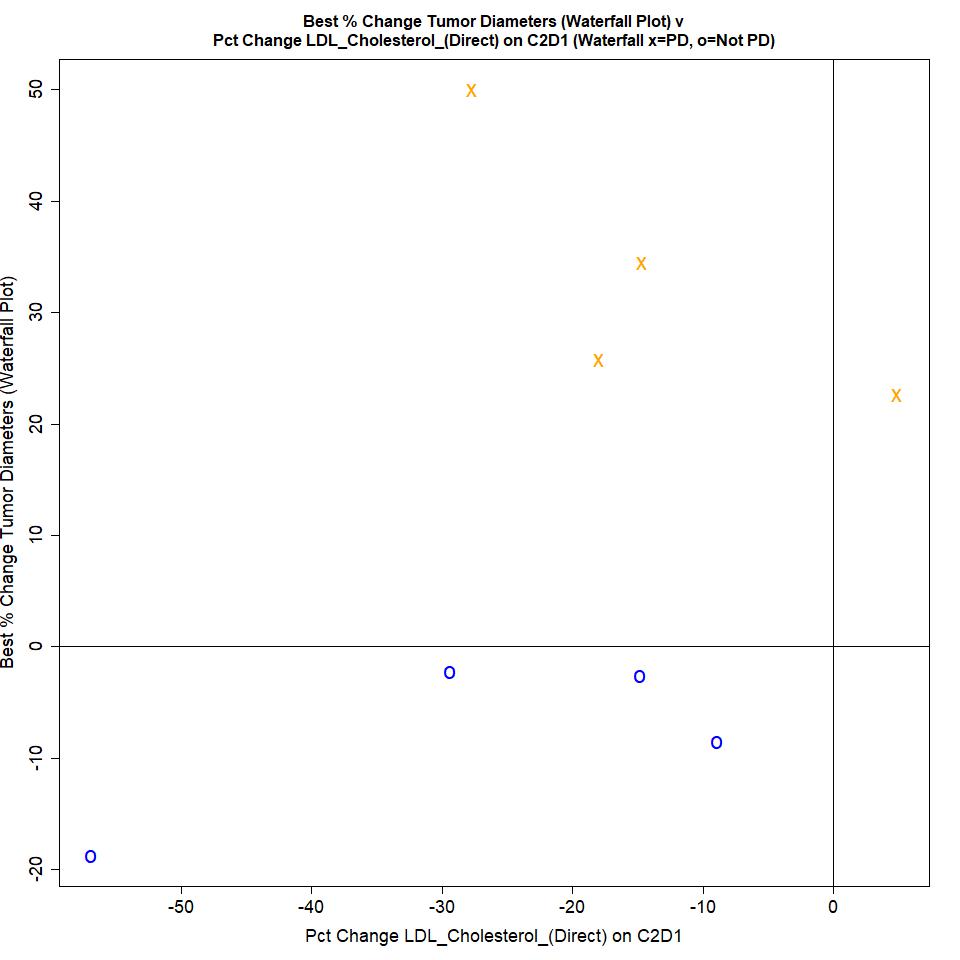 Best % Change Tumor Diameters (Waterfall Plot) v
Pct Change LDL_Cholesterol_(Direct) on C2D1 (Waterfall x=PD, o=Not PD)
Best % Change Tumor Diameters (Waterfall Plot)
50
40
30
20
10
0
-10
-20
X
X
X
X
O
O
O
O
-50
-40
-30
-20
-10
0
Pct Change LDL_Cholesterol_(Direct) on C2D1